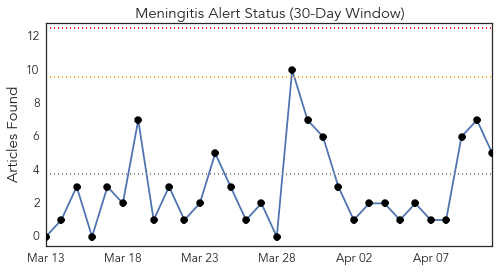 Meningitis Alert Status (30-Day Window)
Articles Found
12
10
8
6
4
2
0
Mar 13 Mar 18 Mar 23 Mar 28 Apr 02 Apr 07